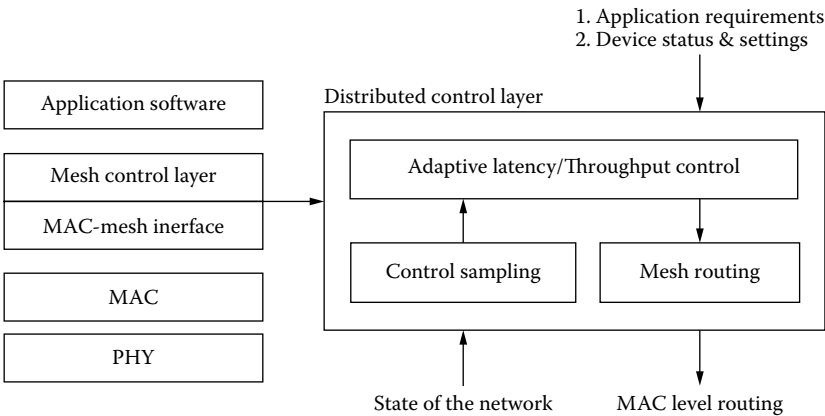 1. Application requirements
2. Device status & settings
Application software
Distributed control layer
Mesh control layer
Adaptive latency/Throughput control
MAC-mesh inerface
Control sampling
Mesh routing
MAC
PHY
State of the network
MAC level routing